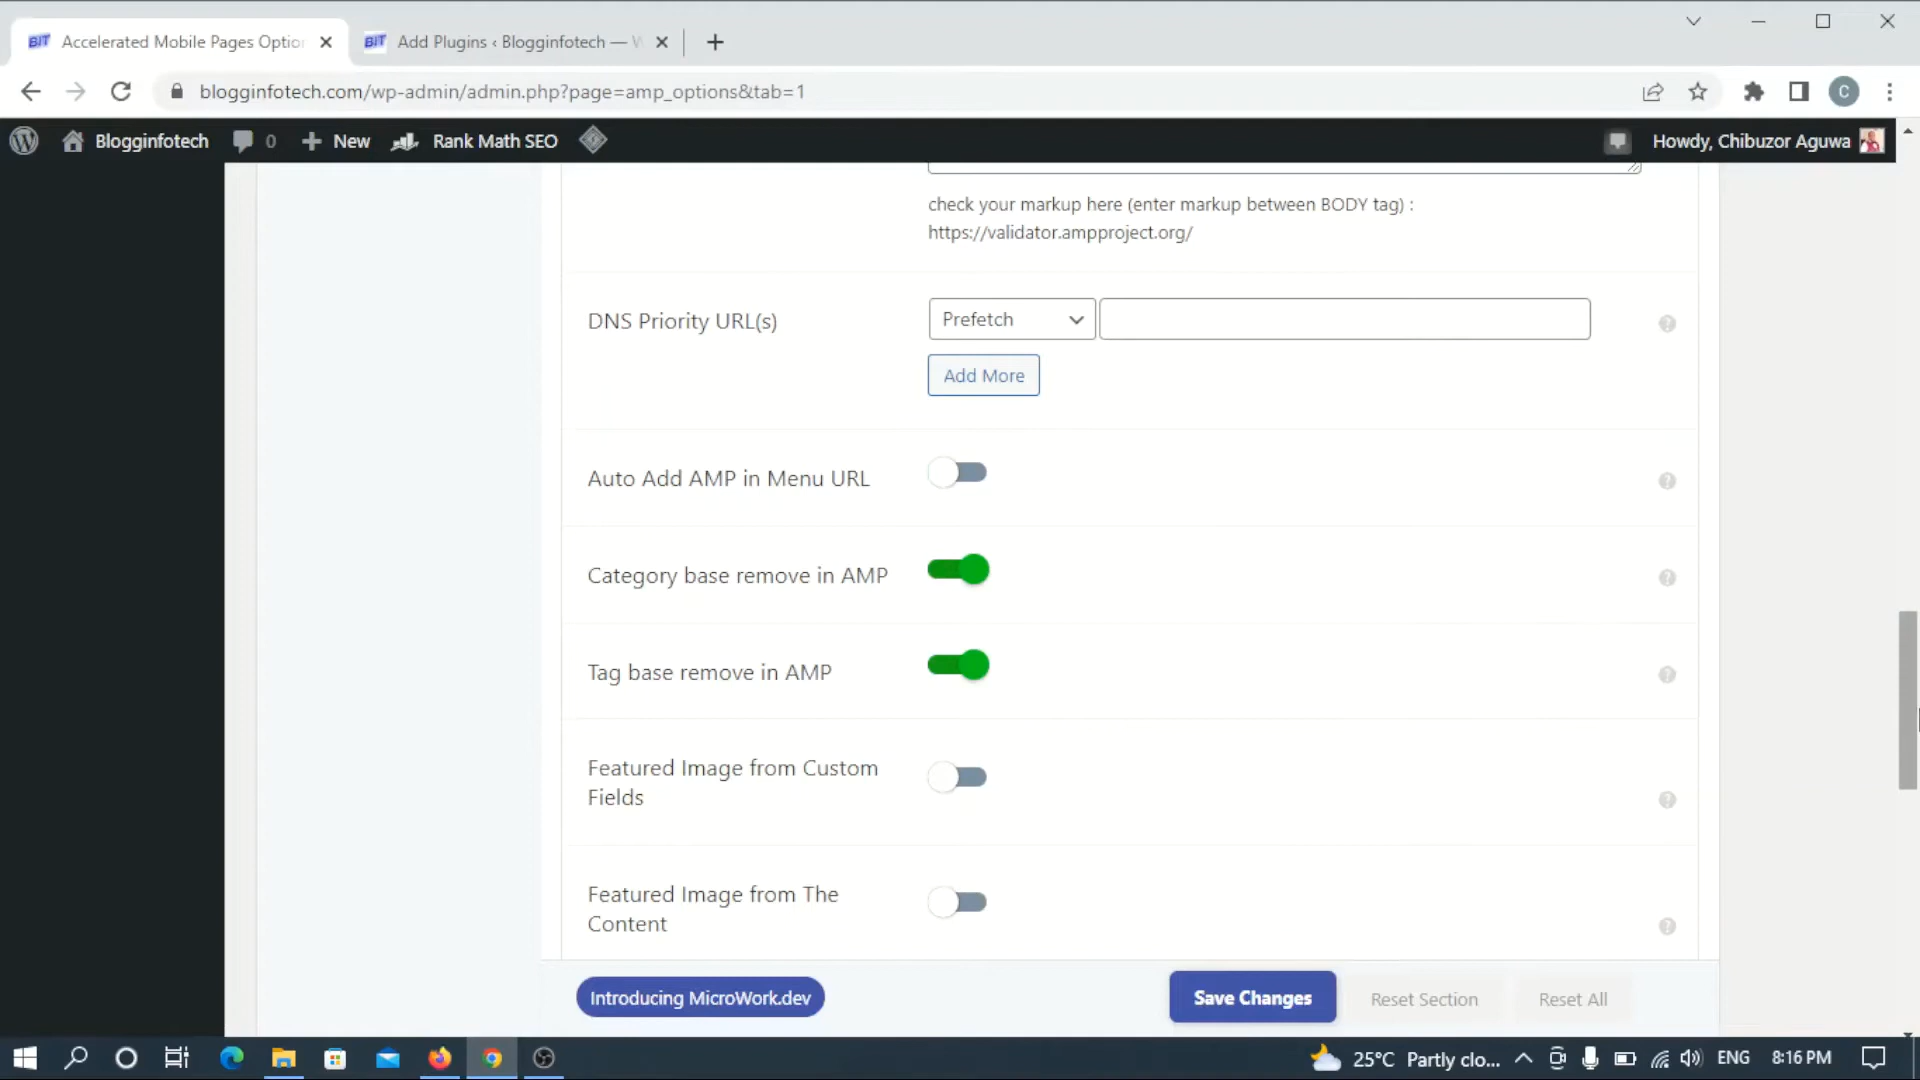 BIT Accelerated Mobile Pages Optio
BIT Add Plugins ‹ Blogginfotech — W
blogginfotech.com/wp-admin/admin.php?page=amp_options&tab=1
C
Blogginfotech 0 New Rank Math SEO
Howdy, Chibuzor Aguwa
check your markup here (enter markup between BODY tag) :
https://validator.ampproject.org/
DNS Priority URL(s)
Prefetch
Add More
Auto Add AMP in Menu URL
Category base remove in AMP
Tag base remove in AMP
Featured Image from Custom
Fields
Featured Image from The
Content
Introducing MicroWork.dev
Save Changes
Reset Section
Reset All
25°C Partly clo...
ENG
8:16 PM